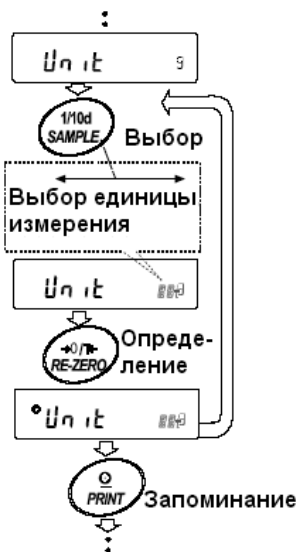 Unit g
1/10d
SAMPLE
Выбор
Выбор единицы
измерения
Unit
→0/T←
RE-ZERO
Опреде-
ление
Unit
PRINT
Запоминание